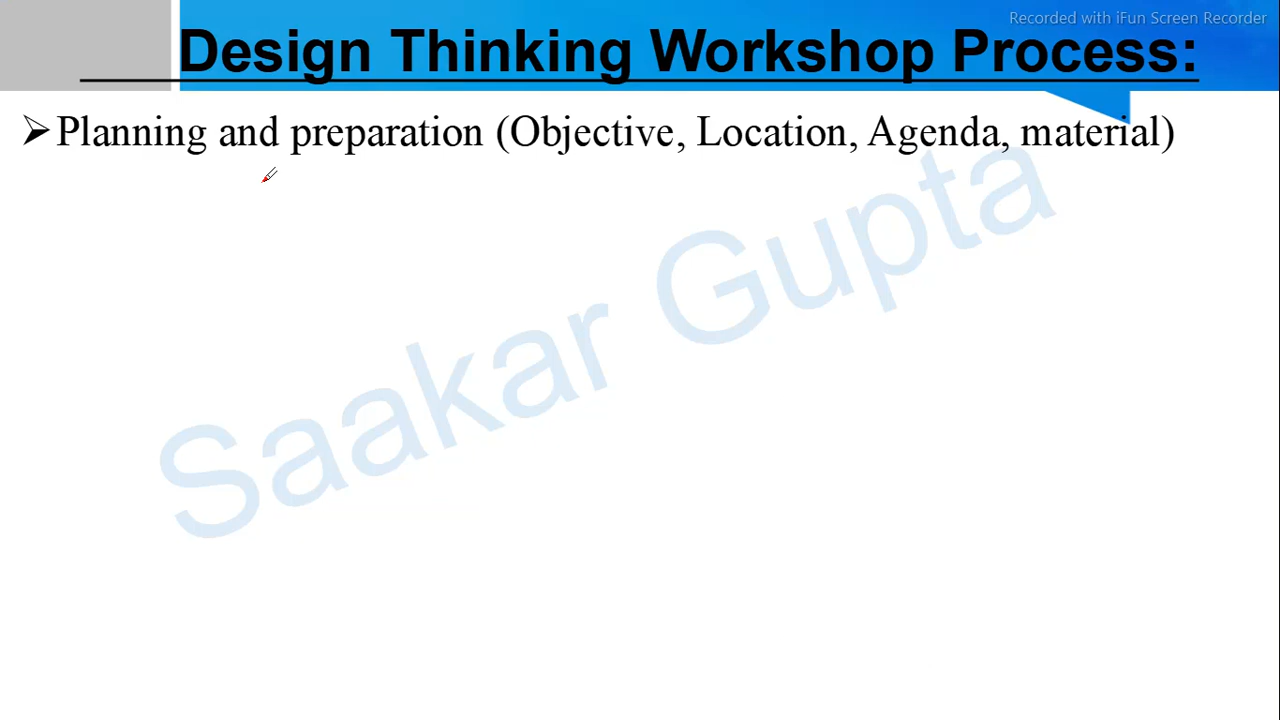 Recorded with iFun Screen Recorder
Design Thinking Workshop Process:
➢Planning and preparation (Objective, Location, Agenda, material)
Saakar Gupta